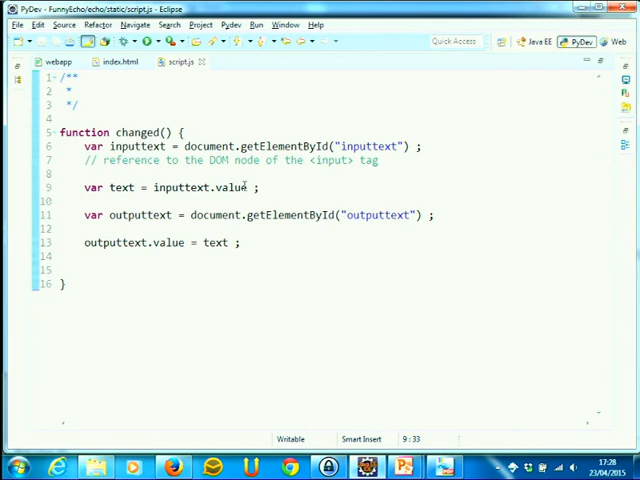 PyDev - FunnyEcho/echo/static/script.js - Eclipse
File Edit Source Refactor Navigate Search Project PyDev Run Window Help
Quick Access Java EE PyDev Web
webapp index.html script.js
1 /**
2 *
3 */
4
5 function changed() {
6 var inputtext = document.getElementById("inputtext") ;
7 // reference to the DOM node of the <input> tag
8
9 var text = inputtext.value ;
10
11 var outputtext = document.getElementById("outputtext") ;
12
13 outputtext.value = text ;
14
15
16 }
Writable Smart Insert 9 : 33
17:28
23/04/2015